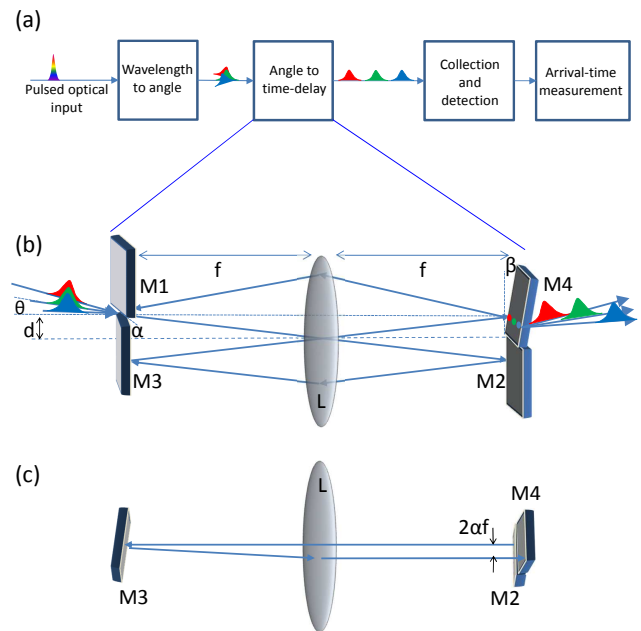 (a)
Pulsed optical
input
Wavelength
to angle
Angle to
time-delay
Collection
and
detection
Arrival-time
measurement
(b)
f
f
β
M1
M4
θ
d
α
M3
M2
L
(c)
L
M4
2αf
M3
M2